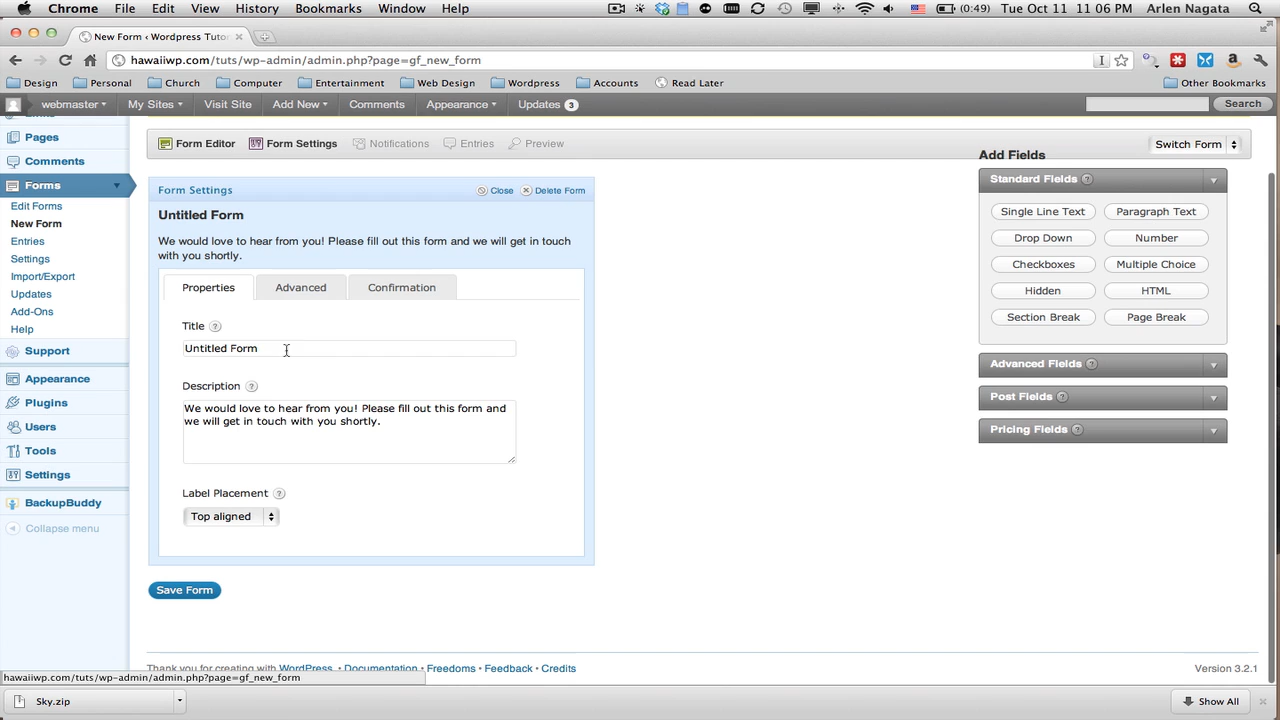 Chrome File Edit View History Bookmarks Window Help (0:49) Tue Oct 11 11:06 PM Arlen Nagata
New Form ‹ Wordpress Tutor
hawaiiwp.com/tuts/wp-admin/admin.php?page=gf_new_form
Design Personal Church Computer Entertainment Web Design Wordpress Accounts Read Later Other Bookmarks
webmaster My Sites Visit Site Add New Comments Appearance Updates 3 Search
Pages
Comments
Forms
Edit Forms
New Form
Entries
Settings
Import/Export
Updates
Add-Ons
Help
Support
Appearance
Plugins
Users
Tools
Settings
BackupBuddy
Collapse menu
Form Editor Form Settings Notifications Entries Preview Switch Form
Form Settings Close Delete Form
Untitled Form
We would love to hear from you! Please fill out this form and we will get in touch
with you shortly.
Properties Advanced Confirmation
Title ?
Untitled Form
Description ?
We would love to hear from you! Please fill out this form and
we will get in touch with you shortly.
Label Placement ?
Top aligned
Save Form
Add Fields
Standard Fields ?
Single Line Text Paragraph Text
Drop Down Number
Checkboxes Multiple Choice
Hidden HTML
Section Break Page Break
Advanced Fields ?
Post Fields ?
Pricing Fields ?
Thank you for creating with WordPress. • Documentation • Freedoms • Feedback • Credits Version 3.2.1
hawaiiwp.com/tuts/wp-admin/admin.php?page=gf_new_form
Sky.zip Show All